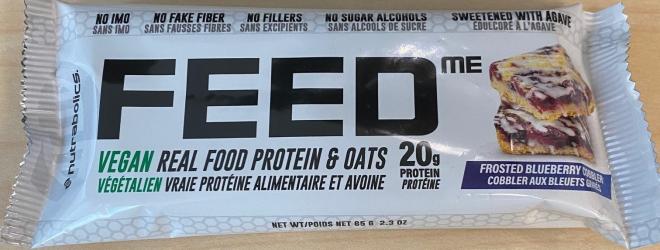 NO IMO NO FAKE FIBER NO FILLERS NO SUGAR ALCOHOLS SWEETENED WITH AGAVE
SANS IMO SANS FAUSSES FIBRES SANS EXCIPIENTS SANS ALCOOLS DE SUCRE ÉDULCORÉ À L'AGAVE
nutrabolics.
FEED ME
VEGAN REAL FOOD PROTEIN & OATS
VÉGÉTALIEN VRAIE PROTÉINE ALIMENTAIRE ET AVOINE
20g
PROTEIN
PROTÉINE
FROSTED BLUEBERRY COBBLER
COBBLER AUX BLEUETS
NET WT/POIDS NET 65 G 2.3 OZ